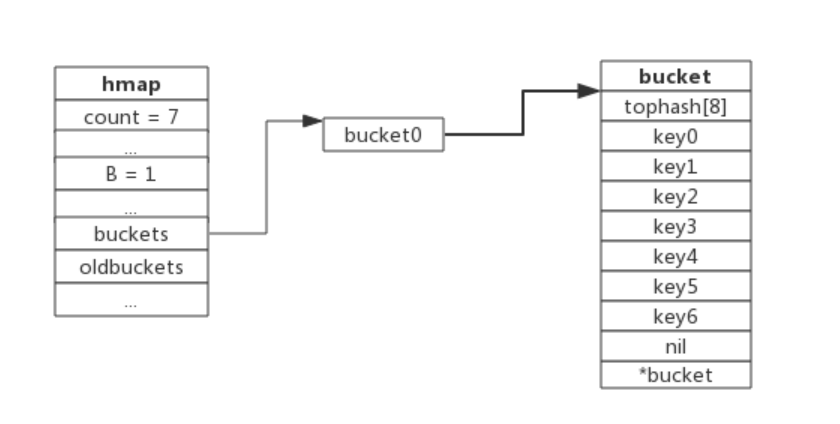 hmap
count = 7
...
B = 1
...
buckets
oldbuckets
...
bucket0
bucket
tophash[8]
key0
key1
key2
key3
key4
key5
key6
nil
*bucket